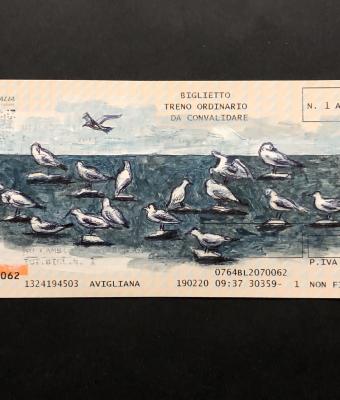 BIGLIETTO
TRENO ORDINARIO
DA CONVALIDARE
N. 1 A
062
0764BL2070062
P.IVA
1324194503 AVIGLIANA 190220 09:37 30359- 1 NON FI